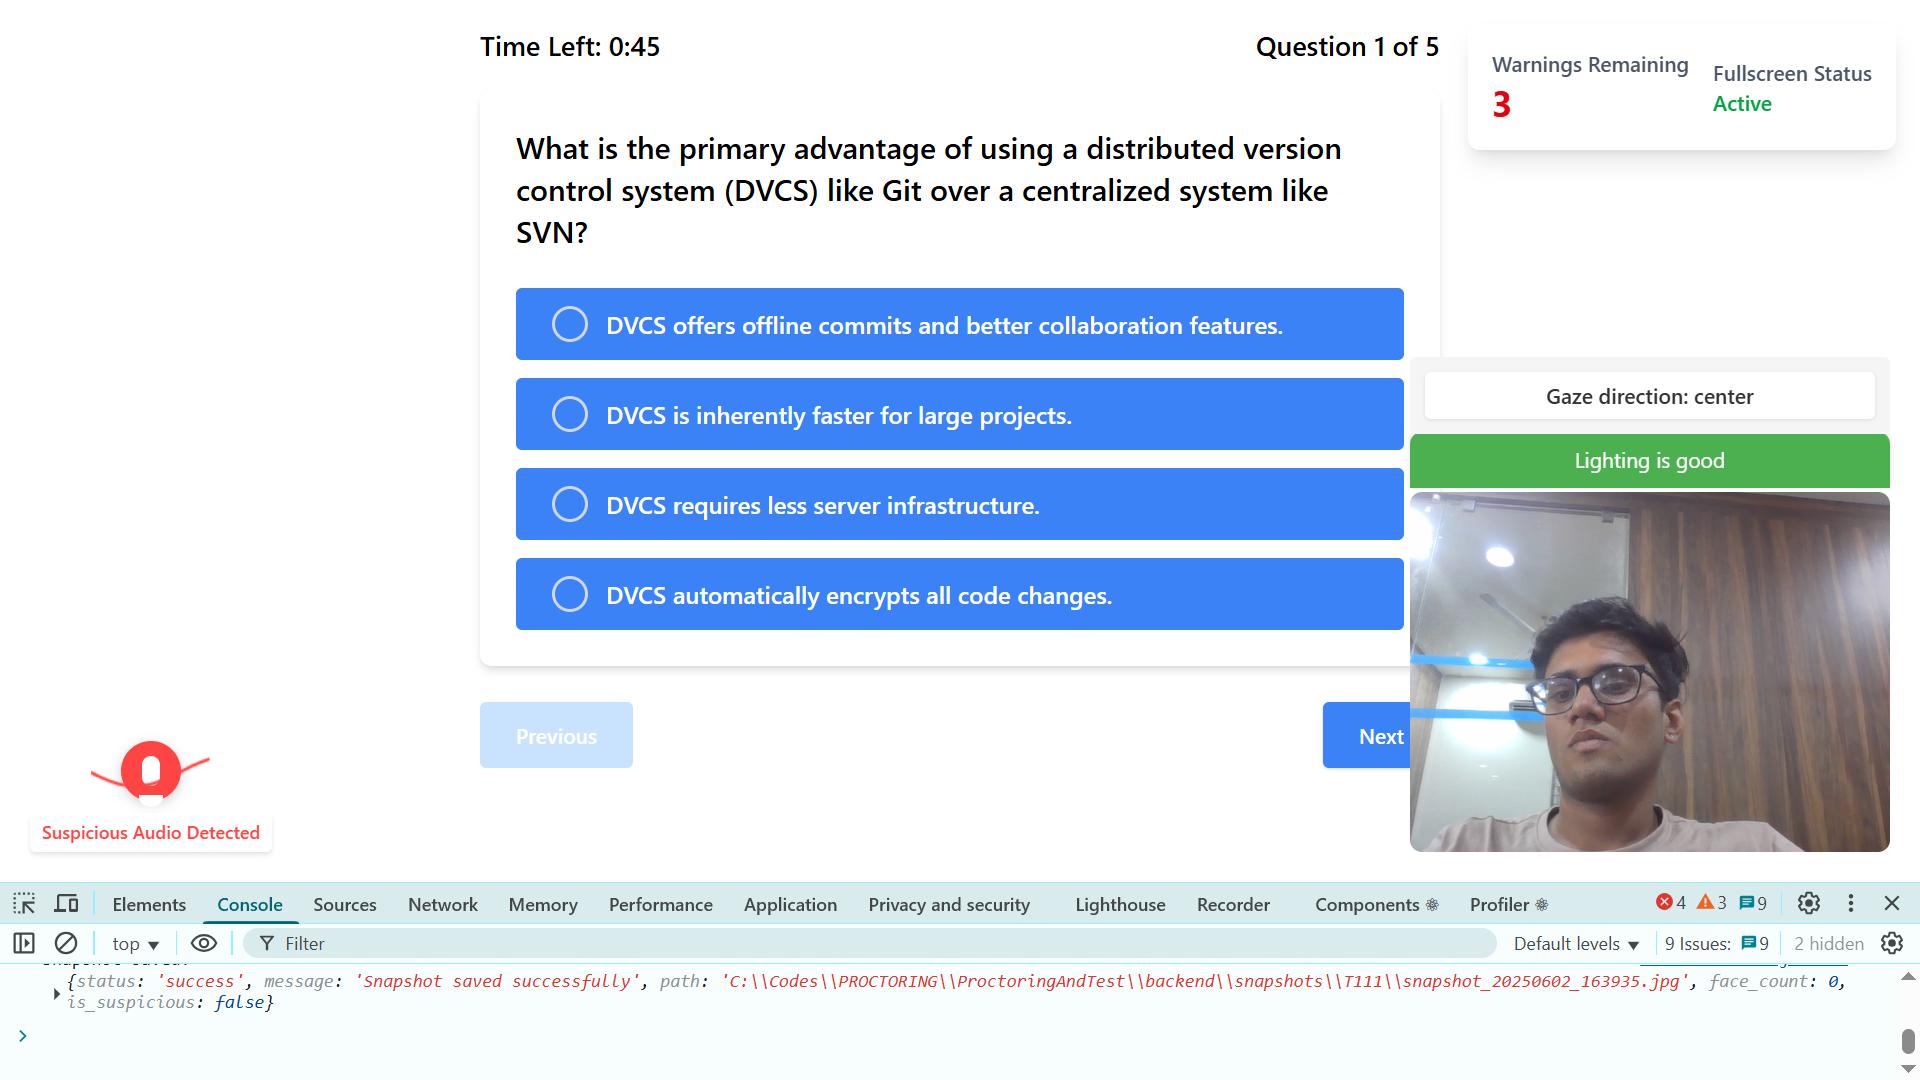 Time Left: 0:45
Question 1 of 5
Warnings Remaining
3
Fullscreen Status
Active
What is the primary advantage of using a distributed version
control system (DVCS) like Git over a centralized system like
SVN?
DVCS offers offline commits and better collaboration features.
DVCS is inherently faster for large projects.
DVCS requires less server infrastructure.
DVCS automatically encrypts all code changes.
Previous
Next
Gaze direction: center
Lighting is good
Suspicious Audio Detected
Elements
Console
Sources
Network
Memory
Performance
Application
Privacy and security
Lighthouse
Recorder
Components
Profiler
4
3
9
top
Filter
Default levels
9 Issues:
9
2 hidden
{status: 'success', message: 'Snapshot saved successfully', path: 'C:\\Codes\\PROCTORING\\ProctoringAndTest\\backend\\snapshots\\T111\\snapshot_20250602_163935.jpg', face_count: 0,
is_suspicious: false}